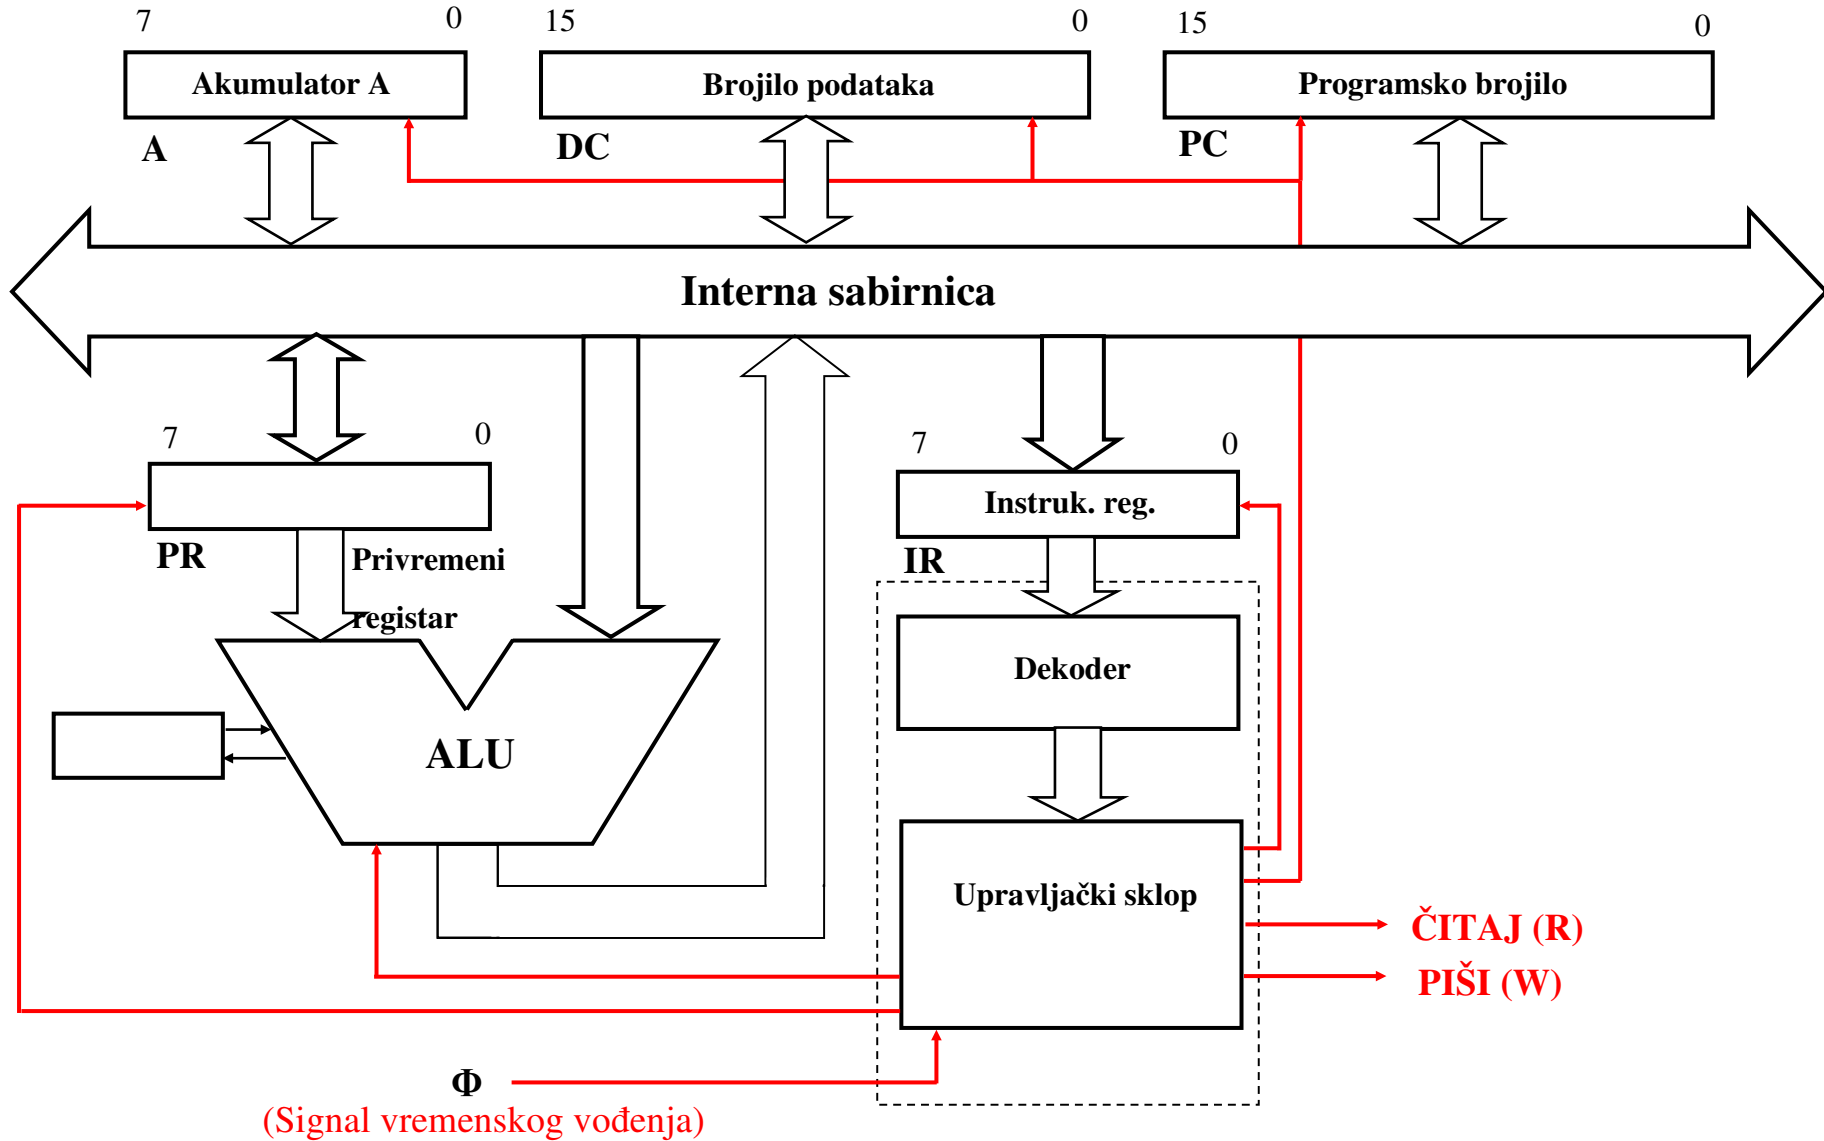 7 0 15 0 15 0
Akumulator A Brojilo podataka Programsko brojilo
A DC PC
Interna sabirnica
7 0 7 0
Instruk. reg.
PR Privremeni IR
registar
Dekoder
ALU
Upravljački sklop
ČITAJ (R)
PIŠI (W)
Φ
(Signal vremenskog vođenja)